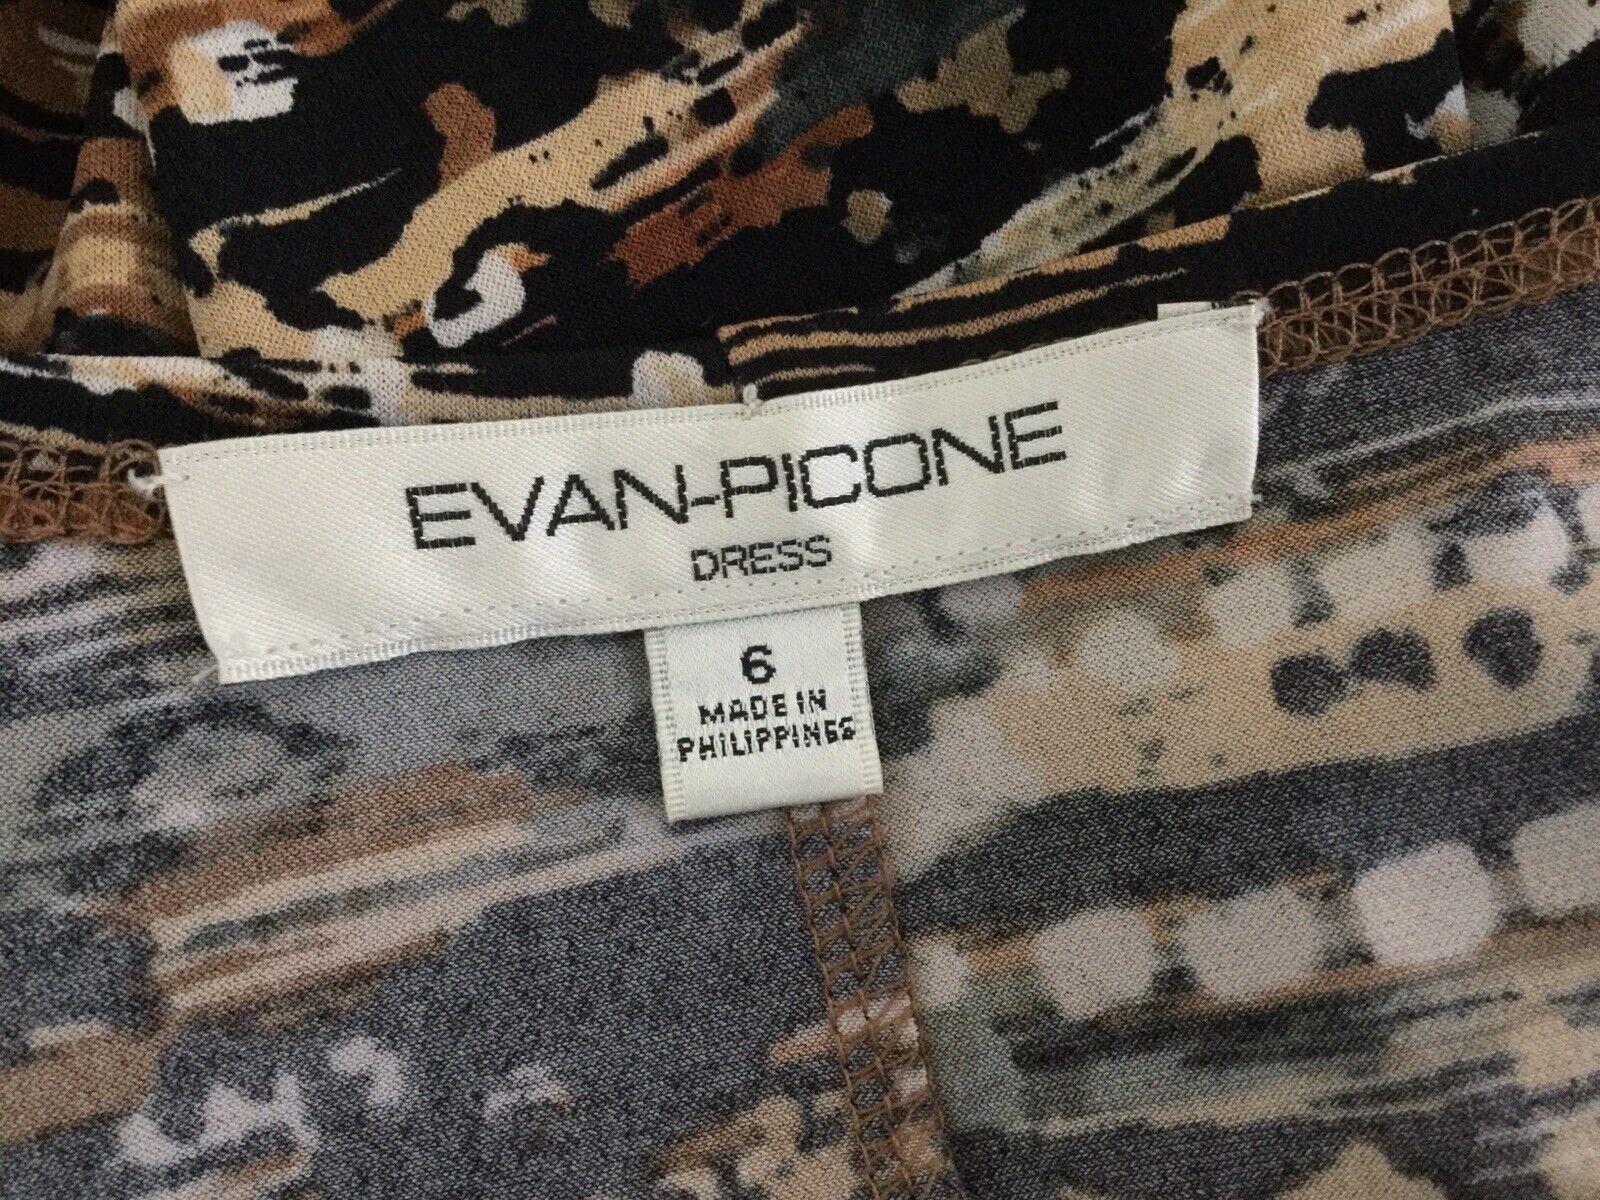 EVAN-PICONE
DRESS
6
MADE IN
PHILIPPINES